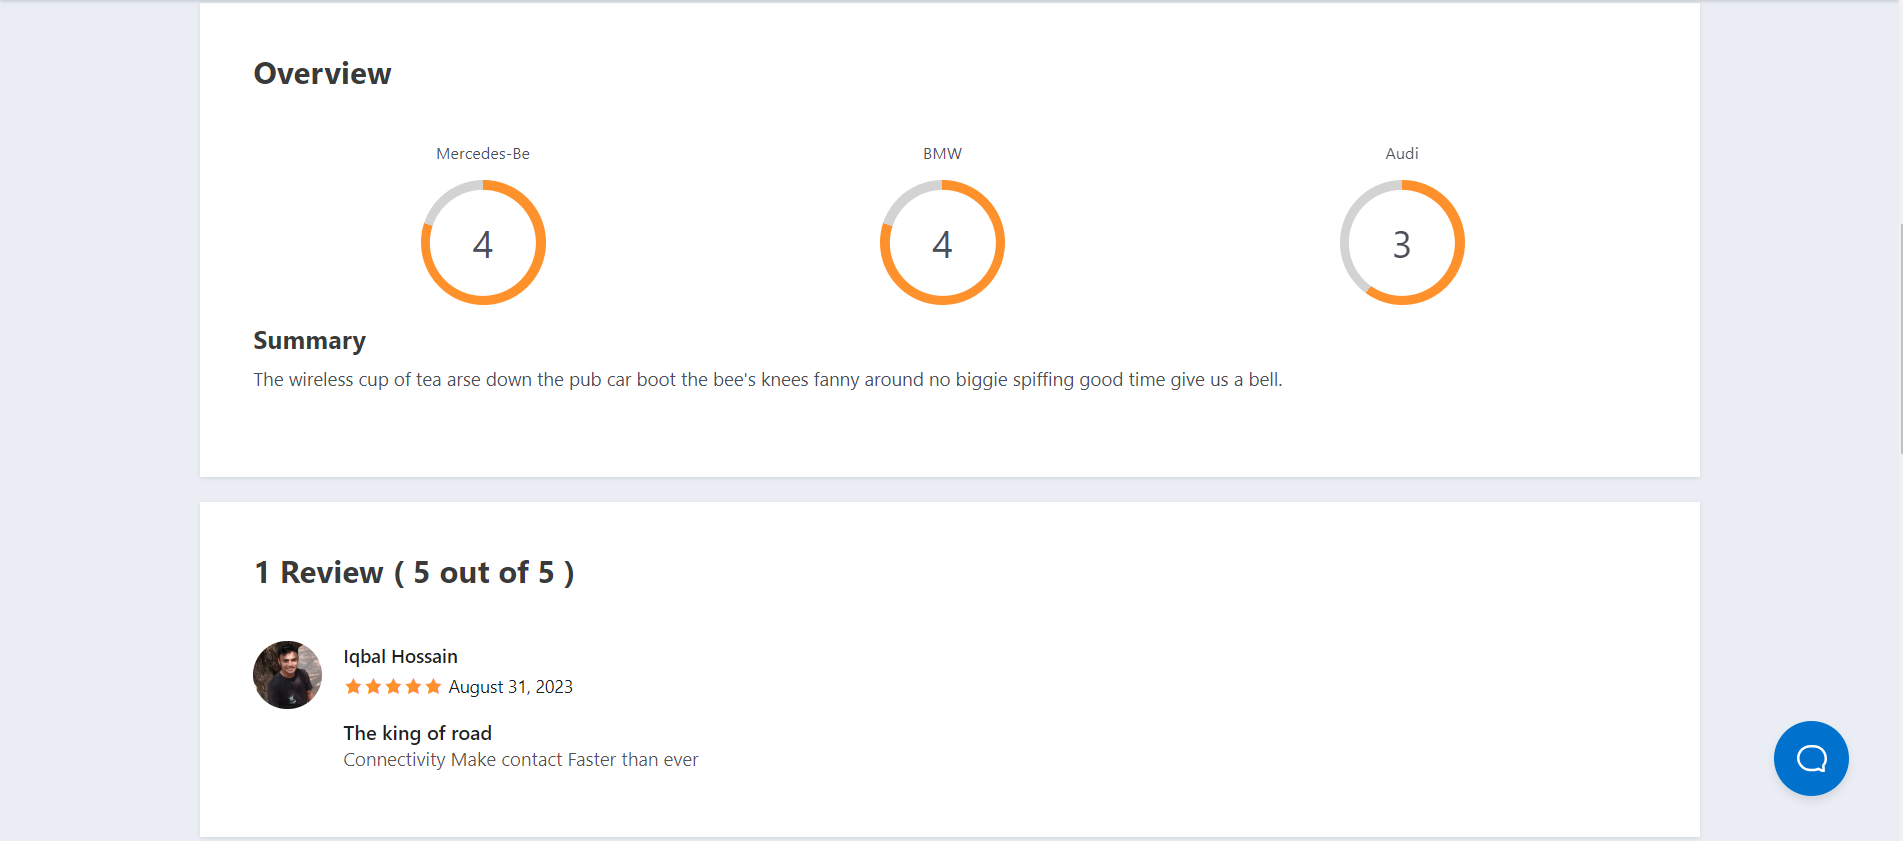 Overview
Mercedes-Be
BMW
Audi
4
4
3
Summary
The wireless cup of tea arse down the pub car boot the bee's knees fanny around no biggie spiffing good time give us a bell.
1 Review ( 5 out of 5 )
Iqbal Hossain
August 31, 2023
The king of road
Connectivity Make contact Faster than ever